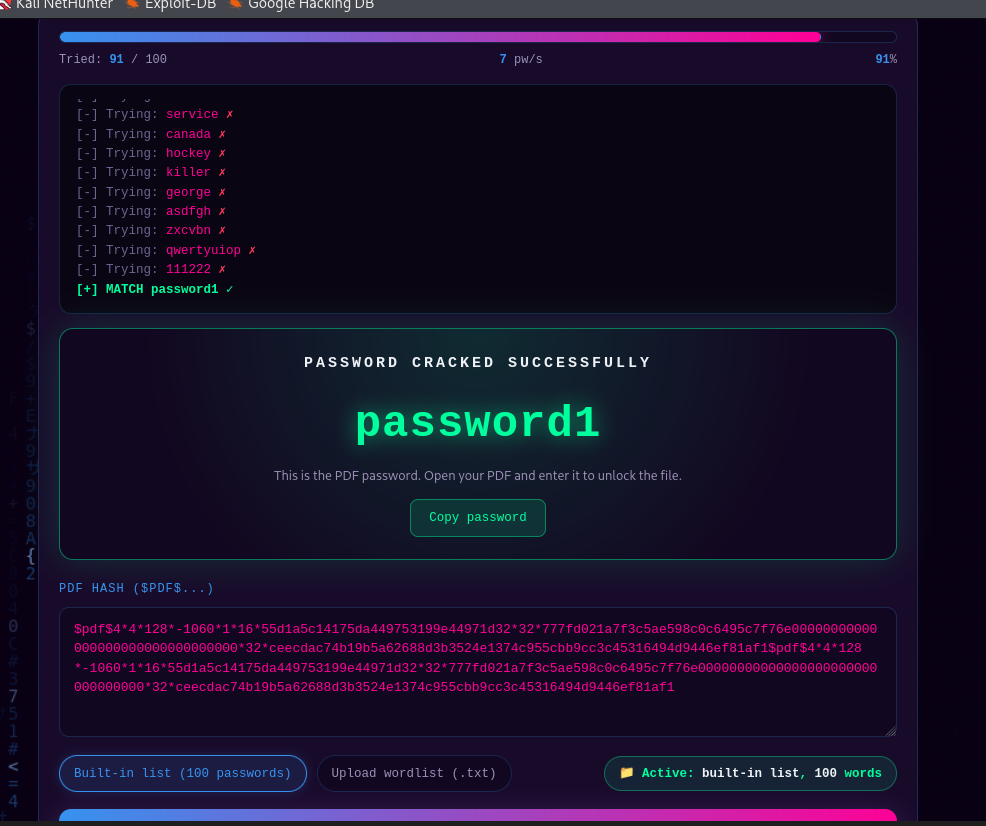 Kali NetHunter Exploit-DB Google Hacking DB
Tried: 91 / 100 7 pw/s 91%
[-] Trying: service ✗
[-] Trying: canada ✗
[-] Trying: hockey ✗
[-] Trying: killer ✗
[-] Trying: george ✗
[-] Trying: asdfgh ✗
[-] Trying: zxcvbn ✗
[-] Trying: qwertyuiop ✗
[-] Trying: 111222 ✗
[+] MATCH password1 ✓
PASSWORD CRACKED SUCCESSFULLY
password1
This is the PDF password. Open your PDF and enter it to unlock the file.
Copy password
PDF HASH ($PDF$...)
$pdf$4*4*128*-1060*1*16*55d1a5c14175da449753199e44971d32*32*777fd021a7f3c5ae598c0c6495c7f76e00000000000
0000000000000000000000*32*ceecdac74b19b5a62688d3b3524e1374c955cbb9cc3c45316494d9446ef81af1$pdf$4*4*128
*-1060*1*16*55d1a5c14175da449753199e44971d32*32*777fd021a7f3c5ae598c0c6495c7f76e00000000000000000000000
000000000*32*ceecdac74b19b5a62688d3b3524e1374c955cbb9cc3c45316494d9446ef81af1
Built-in list (100 passwords) Upload wordlist (.txt) 📁 Active: built-in list, 100 words